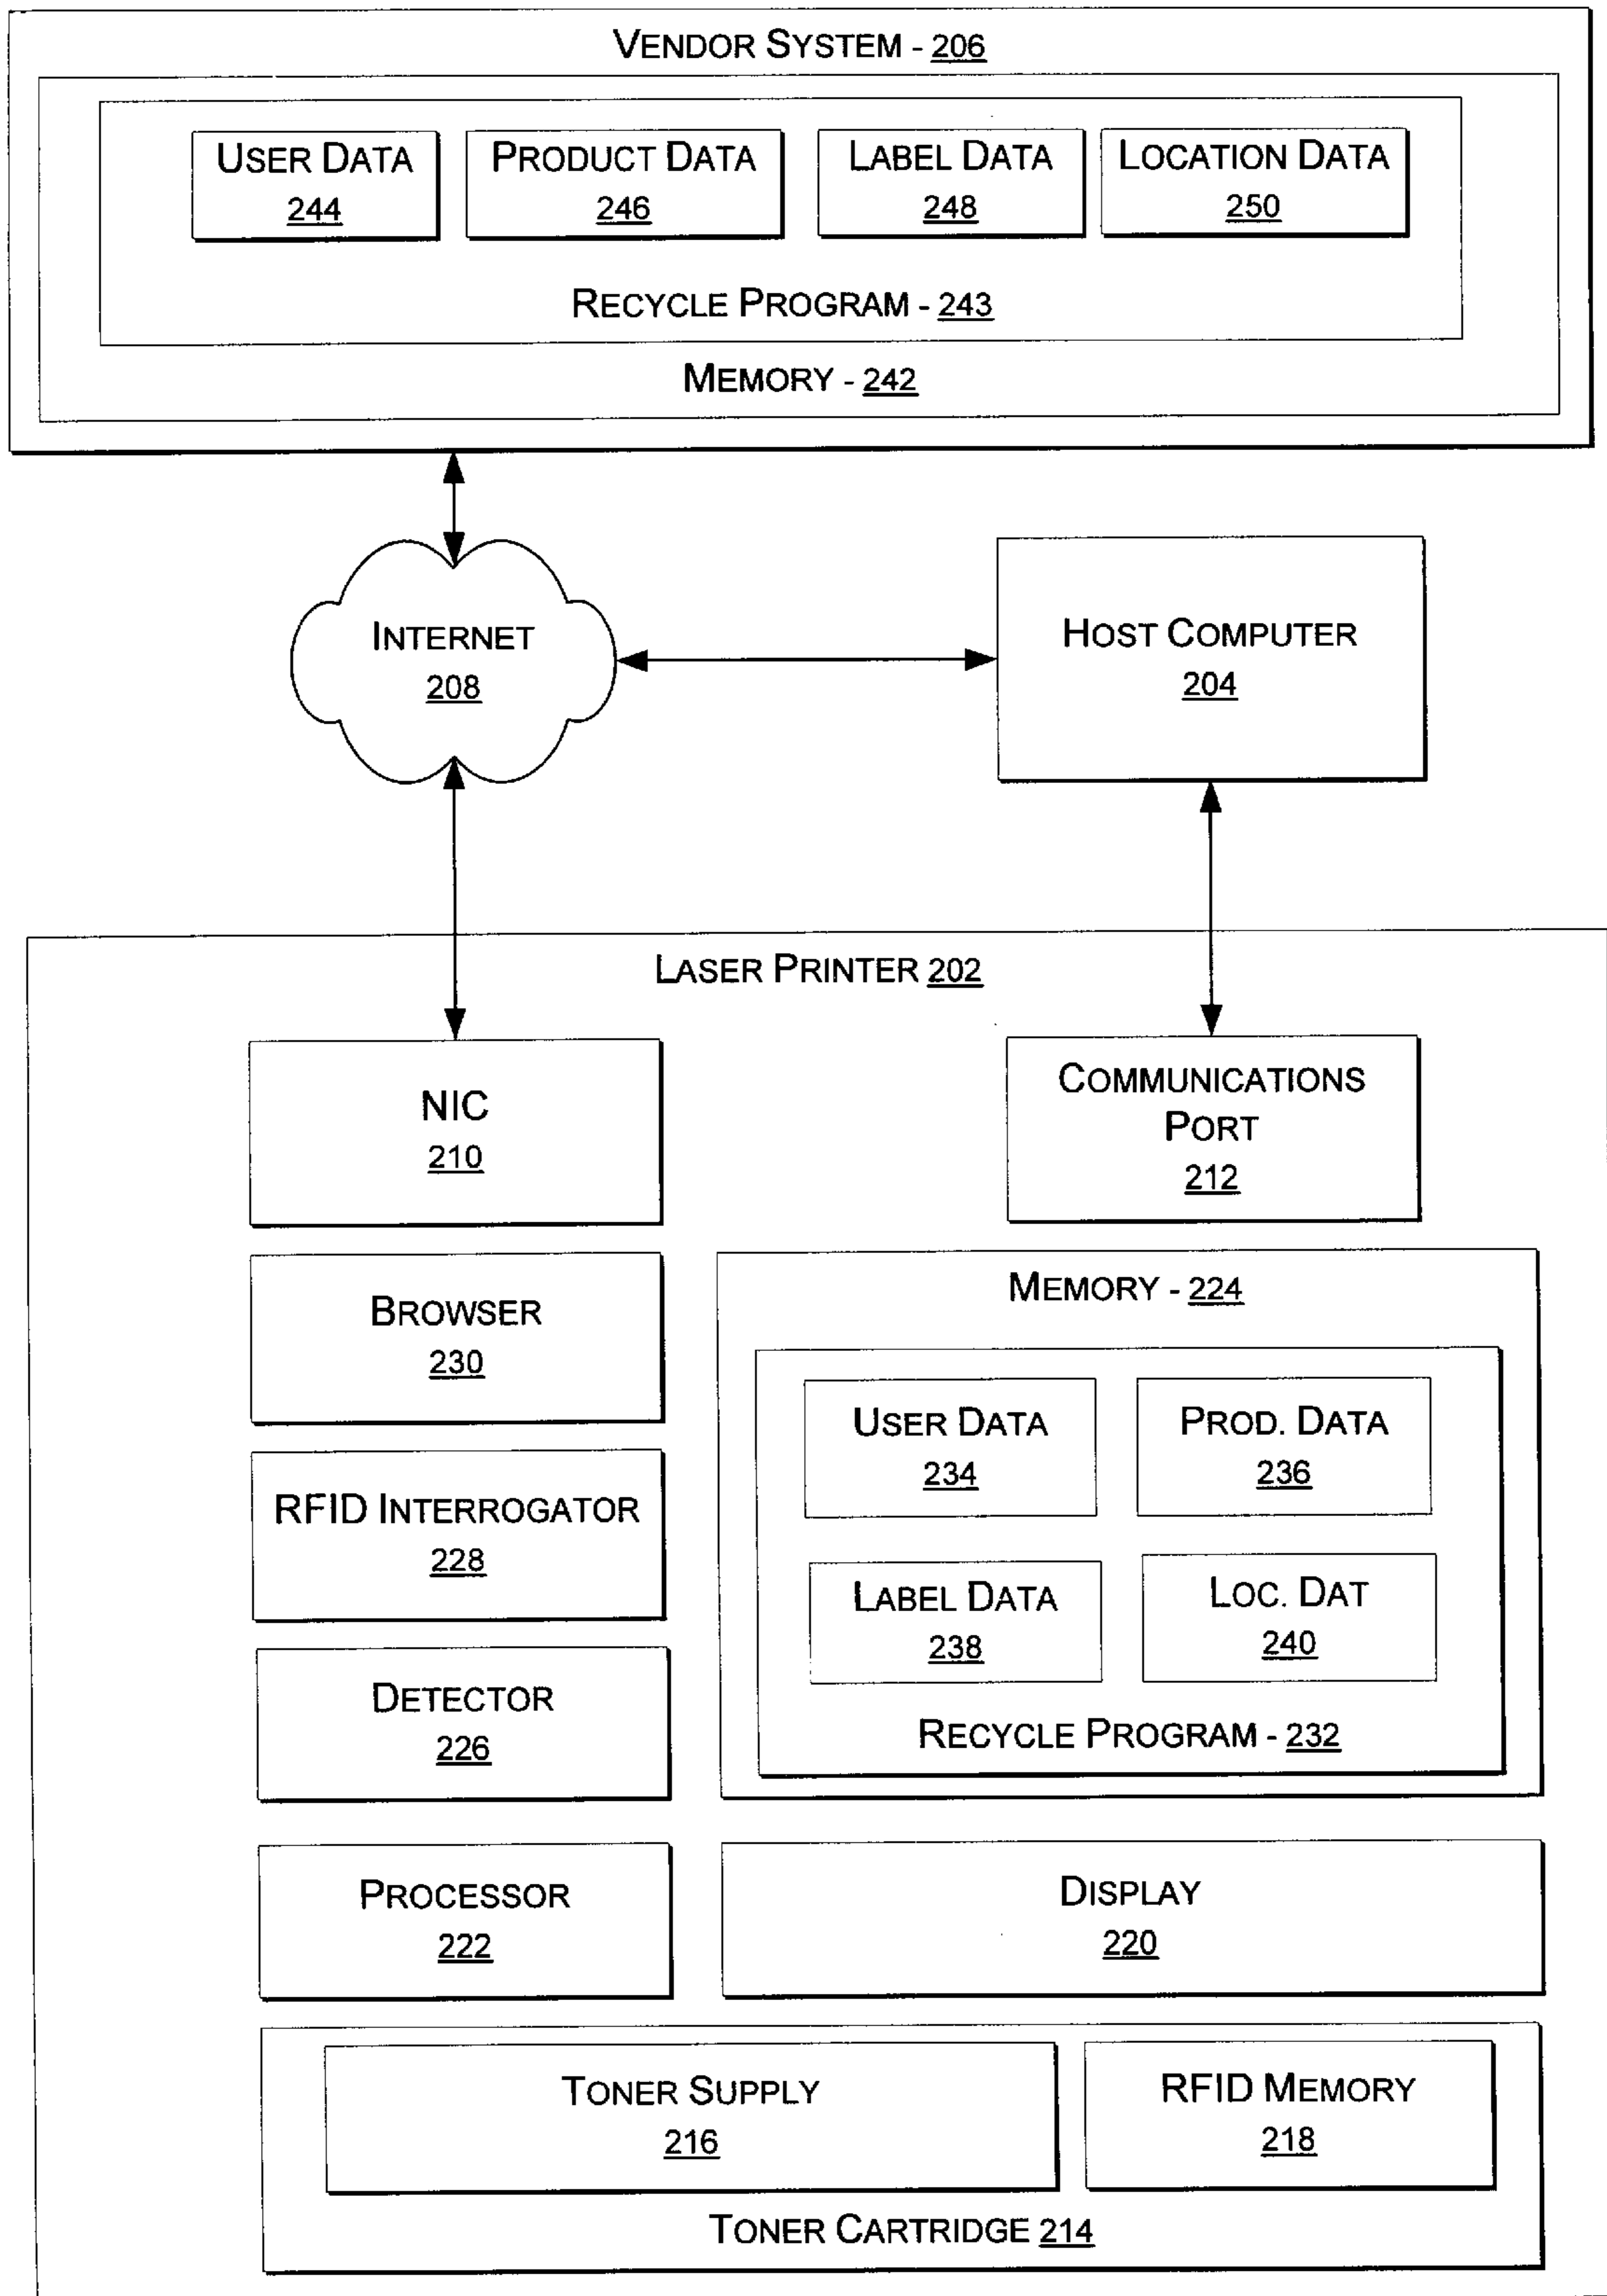 VENDOR SYSTEM - 206
USER DATA
244
PRODUCT DATA
246
LABEL DATA
248
LOCATION DATA
250
RECYCLE PROGRAM - 243
MEMORY - 242
INTERNET
208
HOST COMPUTER
204
LASER PRINTER 202
NIC
210
COMMUNICATIONS
PORT
212
BROWSER
230
RFID INTERROGATOR
228
DETECTOR
226
PROCESSOR
222
MEMORY - 224
USER DATA
234
PROD. DATA
236
LABEL DATA
238
LOC. DAT
240
RECYCLE PROGRAM - 232
DISPLAY
220
TONER SUPPLY
216
RFID MEMORY
218
TONER CARTRIDGE 214